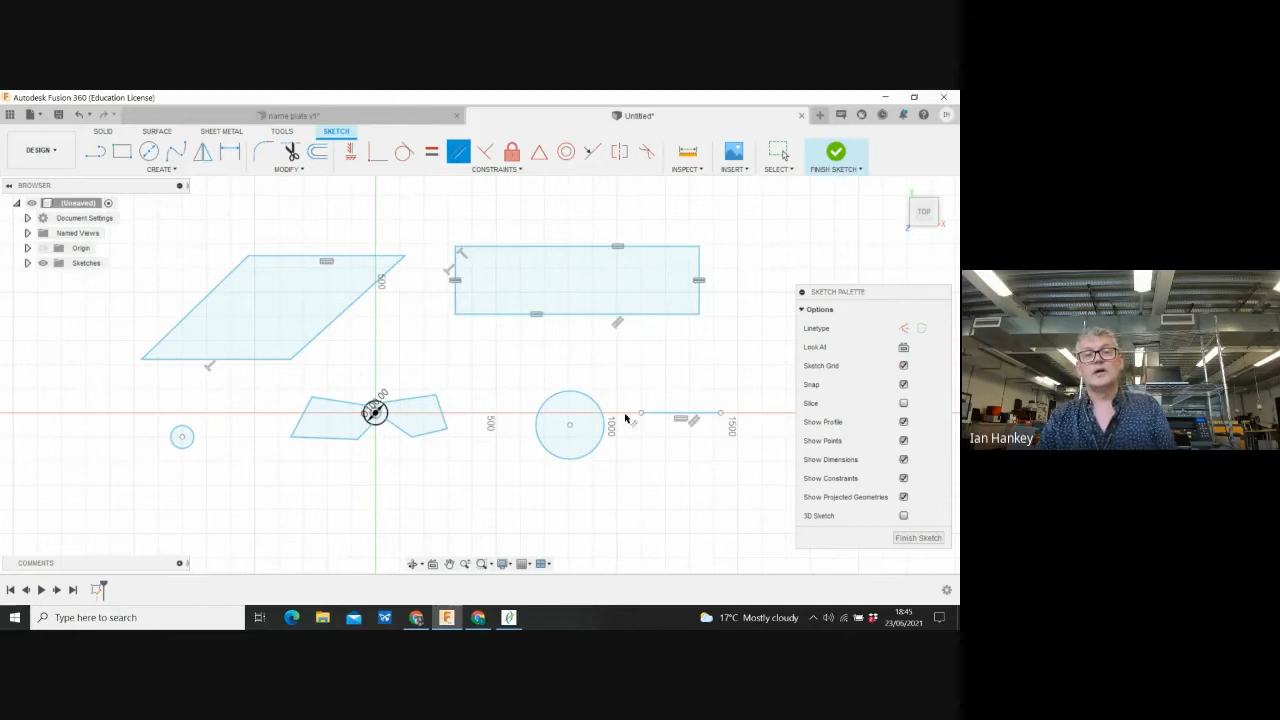 Autodesk Fusion 360 (Education License)
name plate v1*
Untitled*
IH
SOLID
SURFACE
SHEET METAL
TOOLS
SKETCH
DESIGN
CREATE
MODIFY
CONSTRAINTS
INSPECT
INSERT
SELECT
FINISH SKETCH
BROWSER
(Unsaved)
Document Settings
Named Views
Origin
Sketches
TOP
X
Z
Y
500
500
1000
1500
SKETCH PALETTE
Options
Linetype
Look At
Sketch Grid
Snap
Slice
Show Profile
Show Points
Show Dimensions
Show Constraints
Show Projected Geometries
3D Sketch
Finish Sketch
COMMENTS
Type here to search
17°C Mostly cloudy
18:45
23/06/2021
Ian Hankey